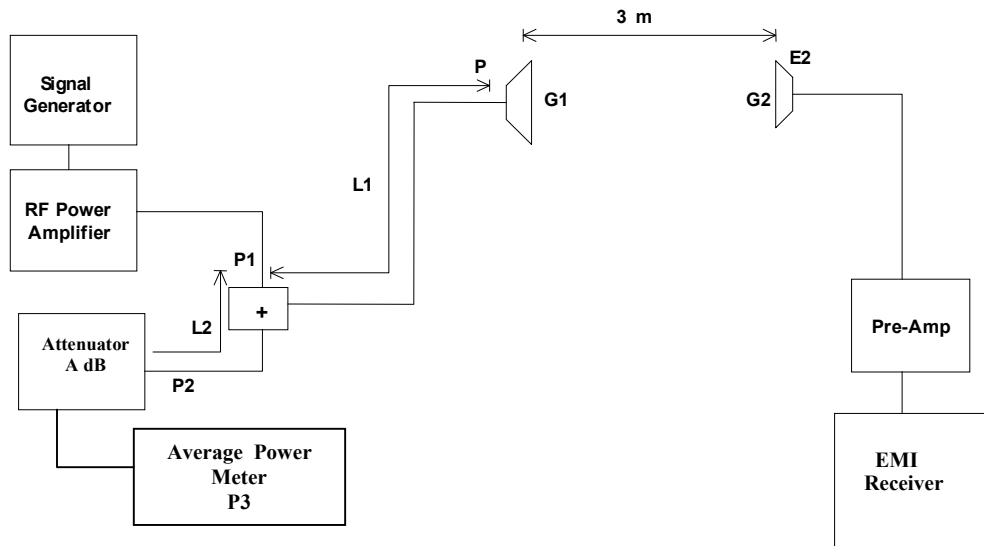 3 m
P
E2
Signal
Generator
G1
G2
L1
RF Power
Amplifier
P1
+
Pre-Amp
L2
Attenuator
A dB
P2
Average Power
Meter
P3
EMI
Receiver